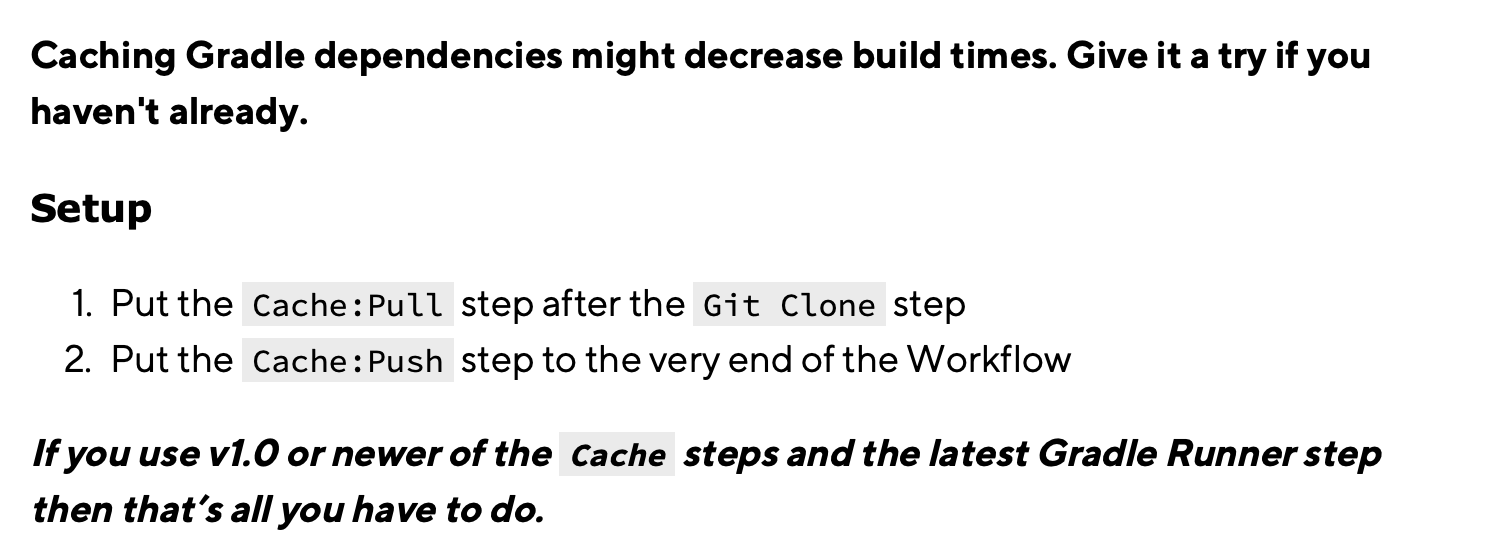 Caching Gradle dependencies might decrease build times. Give it a try if you
haven't already.
Setup
1. Put the Cache:Pull step after the Git Clone step
2. Put the Cache:Push step to the very end of the Workflow
If you use v1.0 or newer of the Cache steps and the latest Gradle Runner step
then that’s all you have to do.